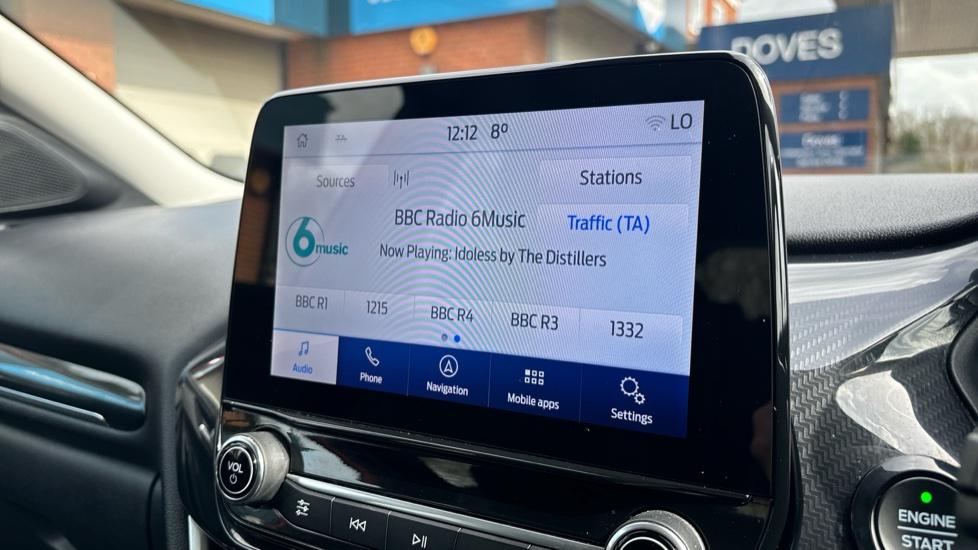 DOVES
12:12 8° LO
Sources Stations
BBC Radio 6Music Traffic (TA)
6 music
Now Playing: Idoless by The Distillers
BBC R1 1215 BBC R4 BBC R3 1332
Audio Phone Navigation Mobile apps Settings
VOL
ENGINE
START